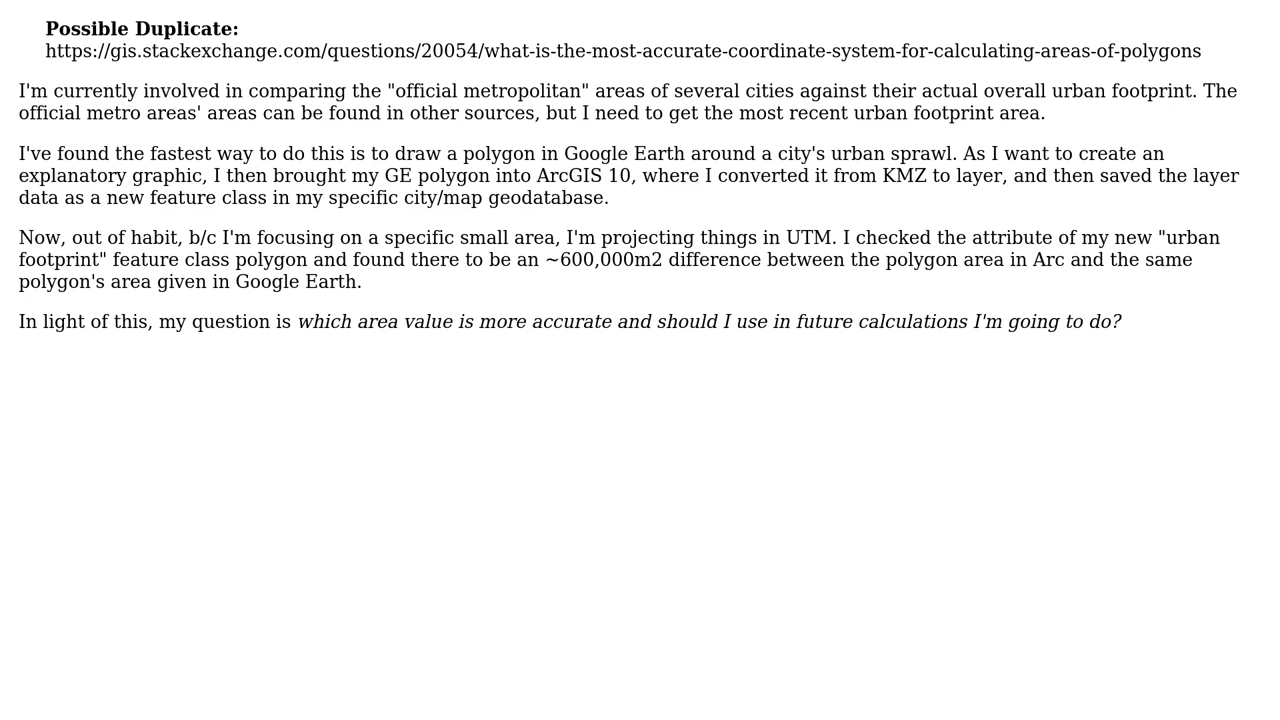 Possible Duplicate:
https://gis.stackexchange.com/questions/20054/what-is-the-most-accurate-coordinate-system-for-calculating-areas-of-polygons
I'm currently involved in comparing the "official metropolitan" areas of several cities against their actual overall urban footprint. The
official metro areas' areas can be found in other sources, but I need to get the most recent urban footprint area.
I've found the fastest way to do this is to draw a polygon in Google Earth around a city's urban sprawl. As I want to create an
explanatory graphic, I then brought my GE polygon into ArcGIS 10, where I converted it from KMZ to layer, and then saved the layer
data as a new feature class in my specific city/map geodatabase.
Now, out of habit, b/c I'm focusing on a specific small area, I'm projecting things in UTM. I checked the attribute of my new "urban
footprint" feature class polygon and found there to be an ~600,000m2 difference between the polygon area in Arc and the same
polygon's area given in Google Earth.
In light of this, my question is which area value is more accurate and should I use in future calculations I'm going to do?